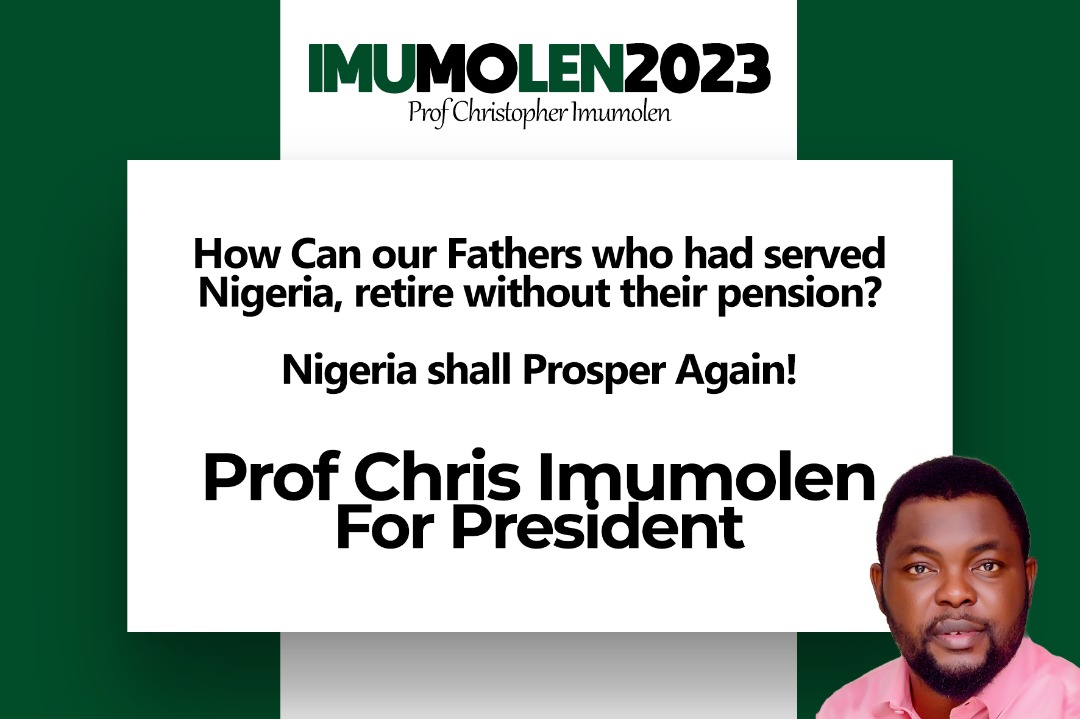 IMUMOLEN2023
Prof Christopher Imumolen
How Can our Fathers who had served
Nigeria, retire without their pension?
Nigeria shall Prosper Again!
Prof Chris Imumolen
For President